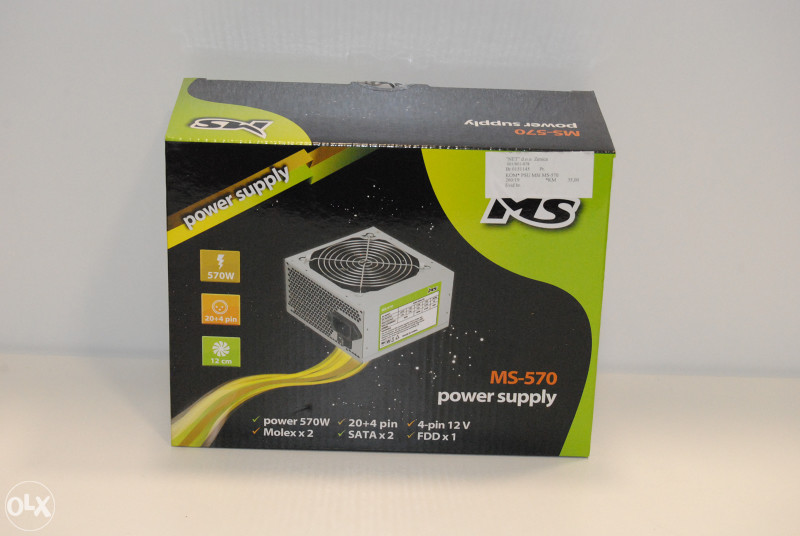 MS
MS-570
power supply
power supply
MS
570W
20+4 pin
12 cm
MS-570
power supply
✓ power 570W ✓ 20+4 pin ✓ 4-pin 12 V
✓ Molex x 2 ✓ SATA x 2 ✓ FDD x 1
OLX